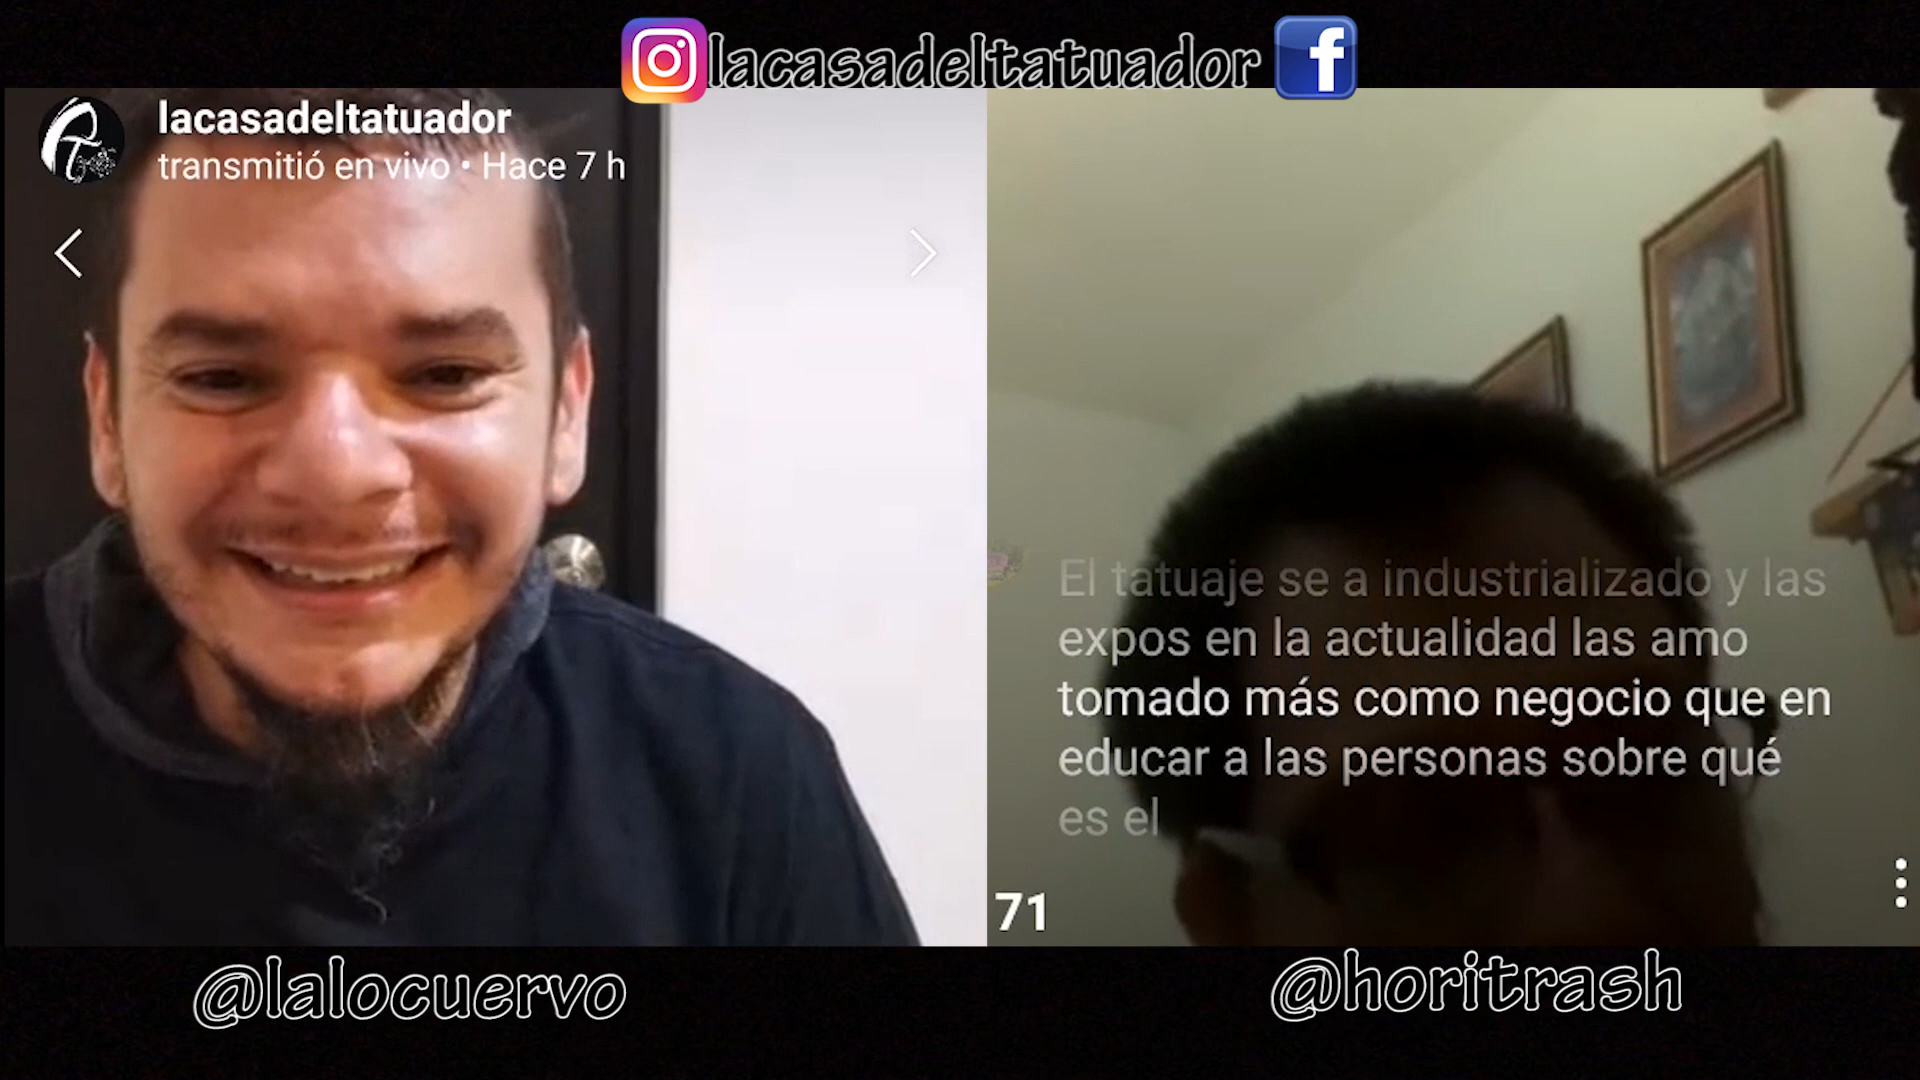 lacasadeltatuador
lacasadeltatuador
transmitió en vivo • Hace 7 h
El tatuaje se a industrializado y las
expos en la actualidad las amo
tomado más como negocio que en
educar a las personas sobre qué
es el
71
@lalocuervo
@horitrash